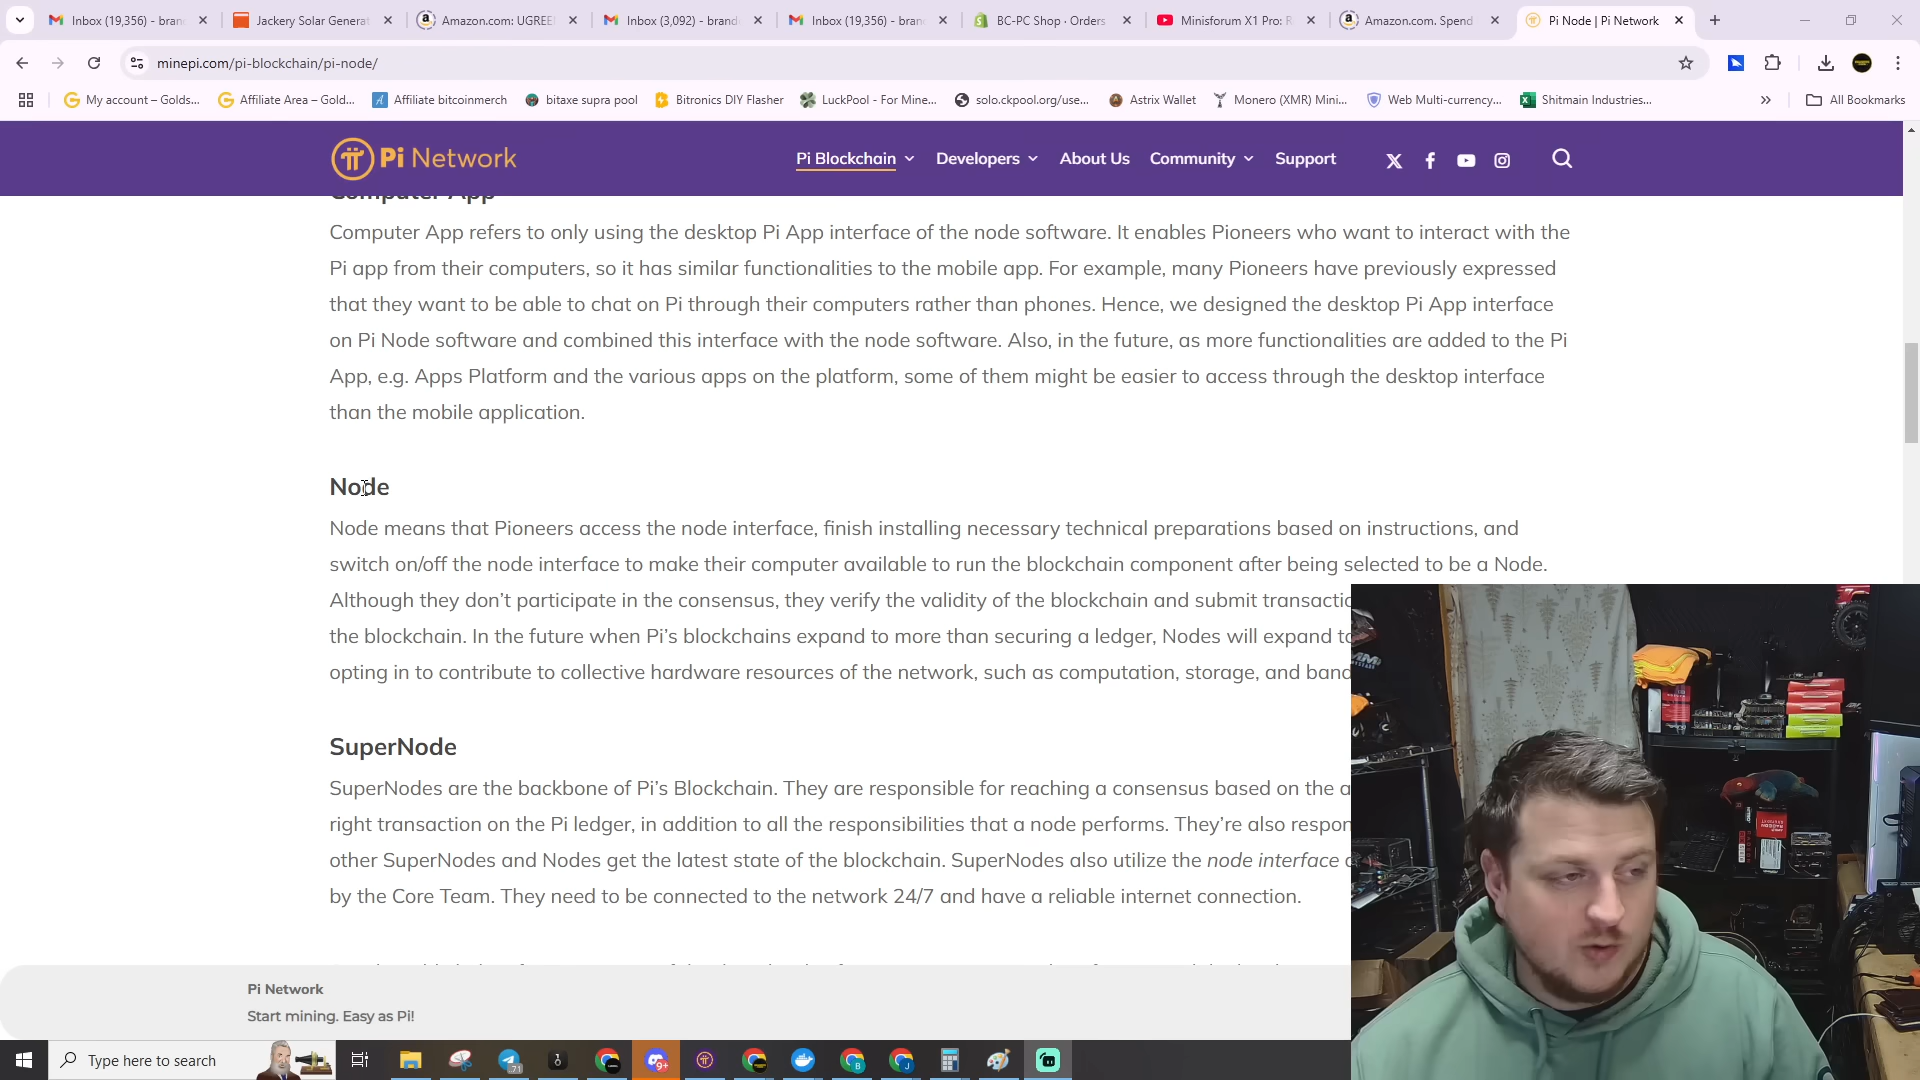 Inbox (19,356) - bran
Jackery Solar Generat
Amazon.com: UGREE
Inbox (3,092) - brand
Inbox (19,356) - bran
BC-PC Shop · Orders
Minisforum X1 Pro: R
Amazon.com. Spend
Pi Node | Pi Network
minepi.com/pi-blockchain/pi-node/
My account – Golds...
Affiliate Area – Gold...
Affiliate bitcoinmerch
bitaxe supra pool
Bitronics DIY Flasher
LuckPool - For Mine...
solo.ckpool.org/use...
Astrix Wallet
Monero (XMR) Mini...
Web Multi-currency...
Shitmain Industries...
All Bookmarks
Pi Network
Pi Blockchain
Developers
About Us
Community
Support
Computer App
Computer App refers to only using the desktop Pi App interface of the node software. It enables Pioneers who want to interact with the
Pi app from their computers, so it has similar functionalities to the mobile app. For example, many Pioneers have previously expressed
that they want to be able to chat on Pi through their computers rather than phones. Hence, we designed the desktop Pi App interface
on Pi Node software and combined this interface with the node software. Also, in the future, as more functionalities are added to the Pi
App, e.g. Apps Platform and the various apps on the platform, some of them might be easier to access through the desktop interface
than the mobile application.
Node
Node means that Pioneers access the node interface, finish installing necessary technical preparations based on instructions, and
switch on/off the node interface to make their computer available to run the blockchain component after being selected to be a Node.
Although they don't participate in the consensus, they verify the validity of the blockchain and submit transactio
the blockchain. In the future when Pi's blockchains expand to more than securing a ledger, Nodes will expand to
opting in to contribute to collective hardware resources of the network, such as computation, storage, and band
SuperNode
SuperNodes are the backbone of Pi's Blockchain. They are responsible for reaching a consensus based on the a
right transaction on the Pi ledger, in addition to all the responsibilities that a node performs. They're also respon
other SuperNodes and Nodes get the latest state of the blockchain. SuperNodes also utilize the node interface
by the Core Team. They need to be connected to the network 24/7 and have a reliable internet connection.
Pi Network
Start mining. Easy as Pi!
Type here to search
71
9+